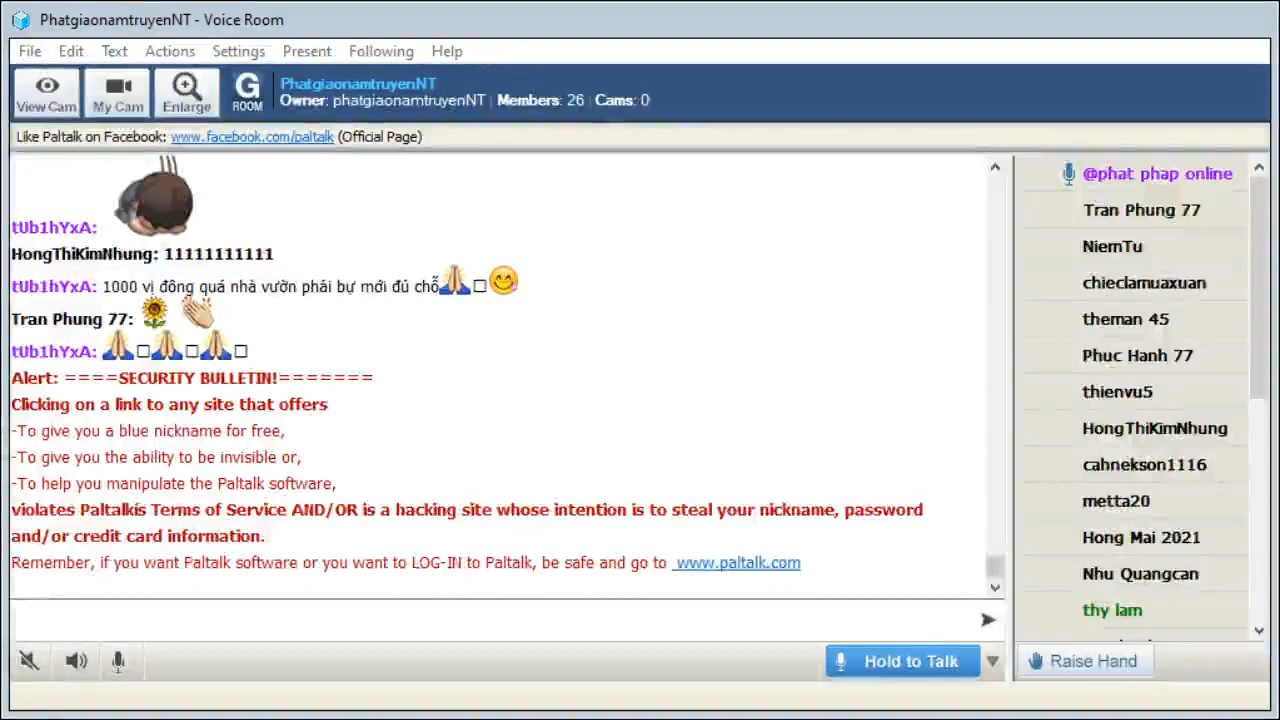 PhatgiaonamtruyenNT - Voice Room
File Edit Text Actions Settings Present Following Help
View Cam My Cam Enlarge G ROOM
PhatgiaonamtruyenNT
Owner: phatgiaonamtruyenNT | Members: 26 | Cams: 0
Like Paltalk on Facebook: www.facebook.com/paltalk (Official Page)
tUb1hYxA:
HongThiKimNhung: 11111111111
tUb1hYxA: 1000 vị đông quá nhà vườn phải bự mới đủ chỗ
Tran Phung 77:
tUb1hYxA:
Alert: ====SECURITY BULLETIN!=======
Clicking on a link to any site that offers
-To give you a blue nickname for free,
-To give you the ability to be invisible or,
-To help you manipulate the Paltalk software,
violates Paltalkís Terms of Service AND/OR is a hacking site whose intention is to steal your nickname, password
and/or credit card information.
Remember, if you want Paltalk software or you want to LOG-IN to Paltalk, be safe and go to www.paltalk.com
Hold to Talk
@phat phap online
Tran Phung 77
NiemTu
chieclamuaxuan
theman 45
Phuc Hanh 77
thienvu5
HongThiKimNhung
cahnekson1116
metta20
Hong Mai 2021
Nhu Quangcan
thy lam
Raise Hand